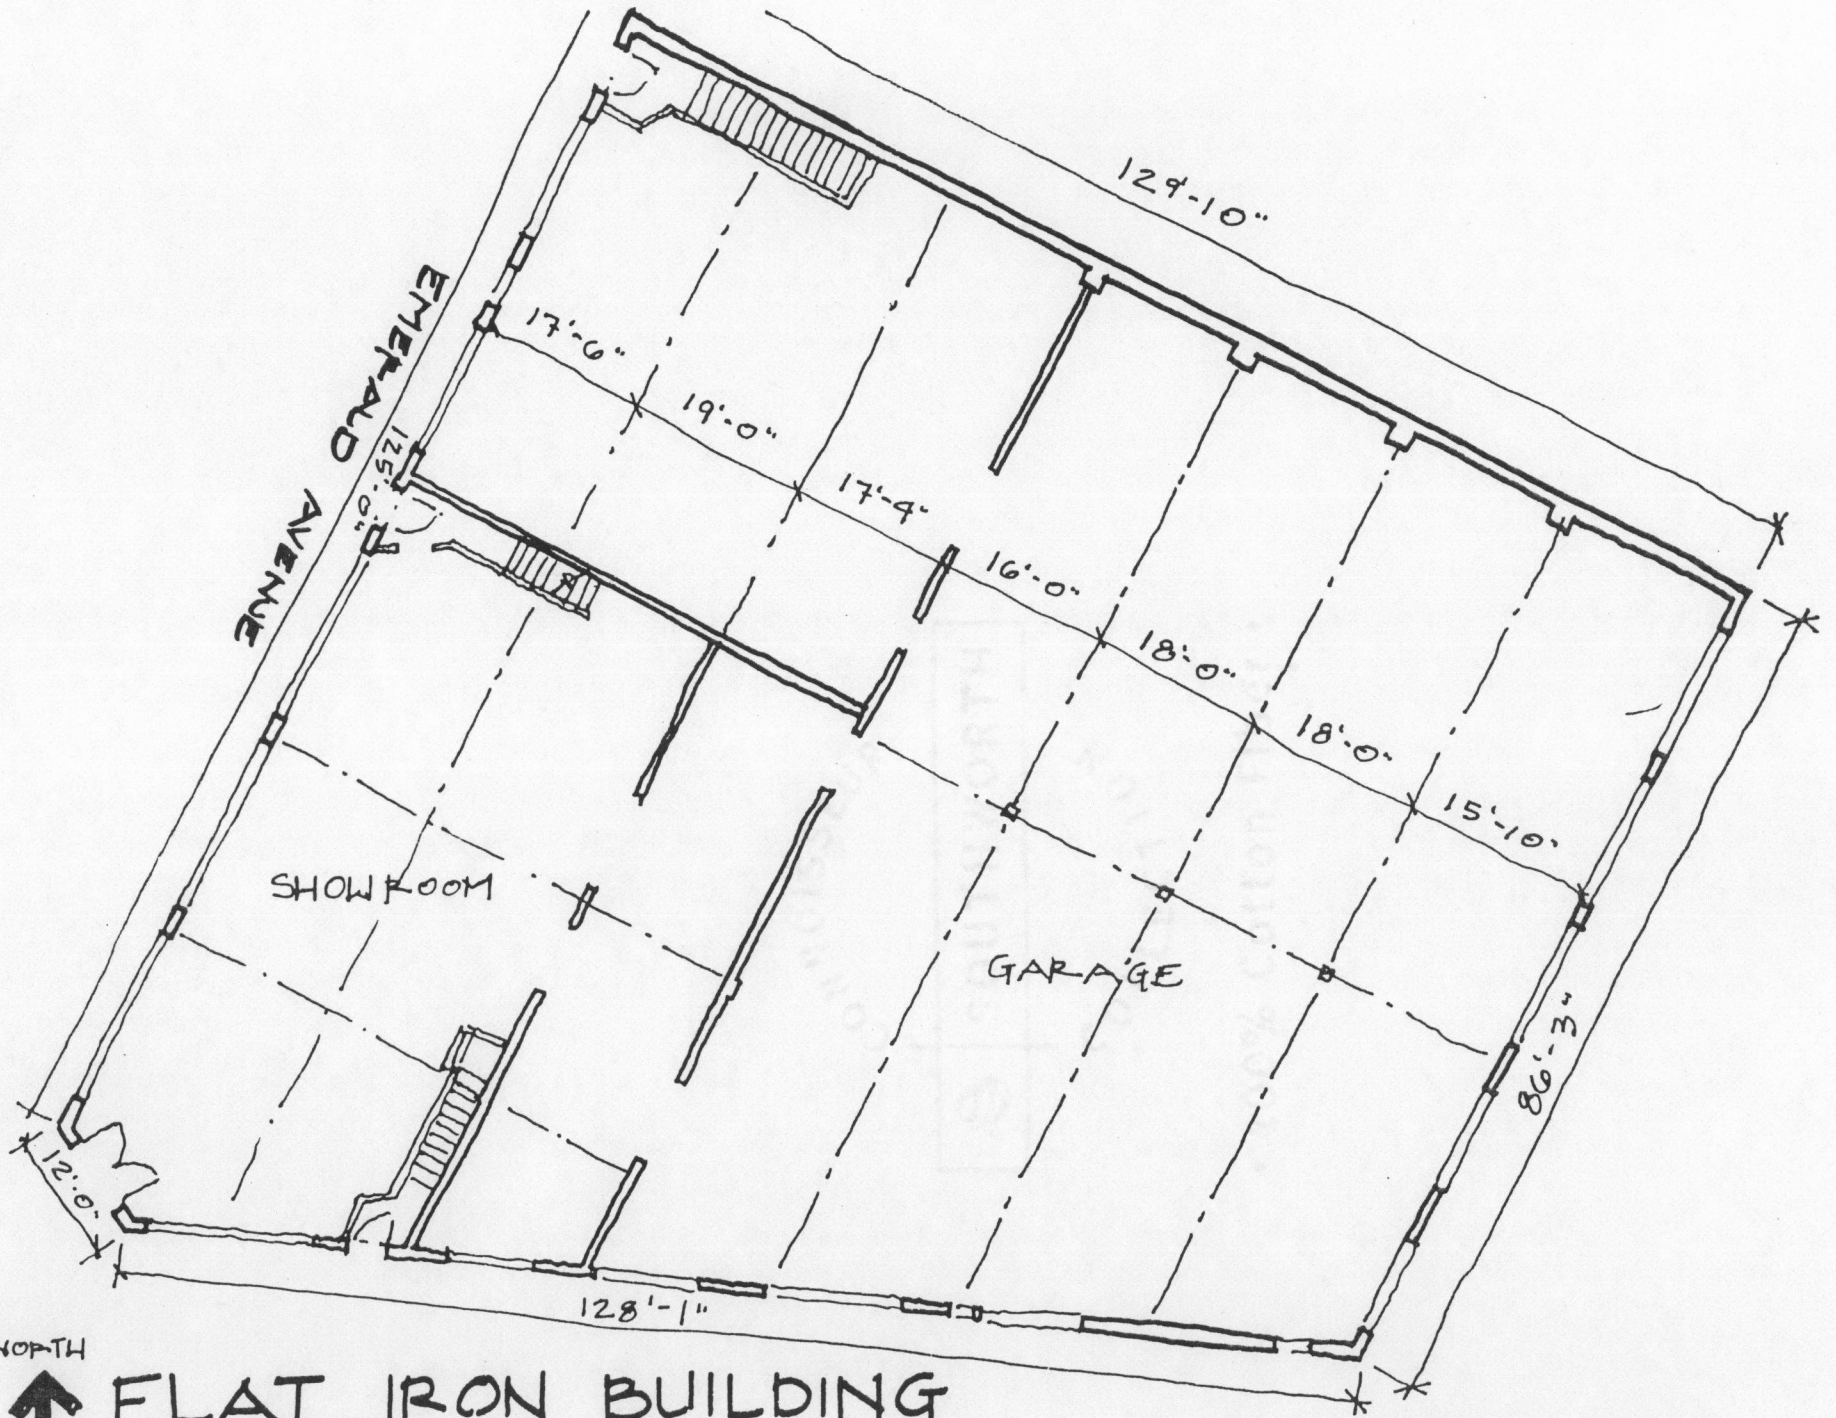 129'-10"
EMERALD
AVENUE
125'-0"
17'-6"
19'-0"
17'-4"
16'-0"
18'-0"
18'-0"
15'-10"
SHOWROOM
GARAGE
86'-3"
12'-0"
128'-1"
NORTH
FLAT IRON BUILDING